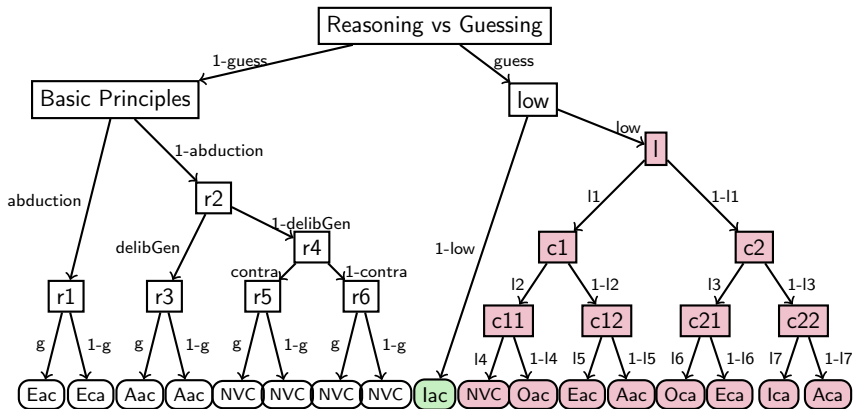 Reasoning vs Guessing
1-guess
guess
Basic Principles
low
low
l
1-abduction
abduction
r2
l1
1-l1
1-delibGen
delibGen
r4
1-low
c1
c2
contra
1-contra
l2
1-l2
l3
1-l3
r1
r3
r5
r6
c11
c12
c21
c22
g
1-g
g
1-g
g
1-g
g
1-g
l4
1-l4
l5
1-l5
l6
1-l6
l7
1-l7
Eac
Eca
Aac
Aac
NVC
NVC
NVC
NVC
Iac
NVC
Oac
Eac
Aac
Oca
Eca
Ica
Aca